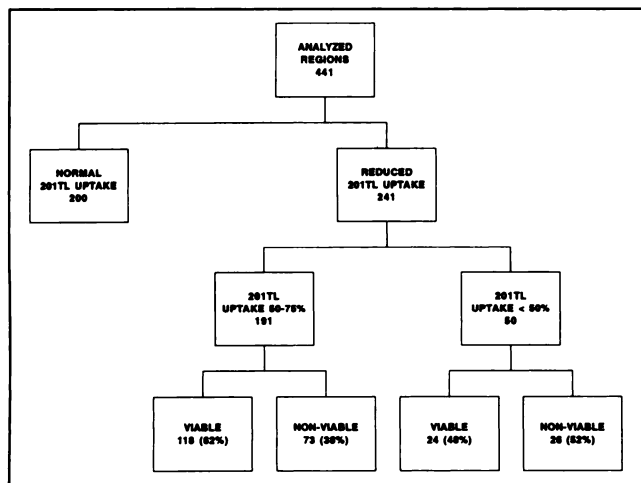 ANALYZED
REGIONS
441
NORMAL
201TL UPTAKE
200
REDUCED
201TL UPTAKE
241
201TL
UPTAKE 50-75%
191
201TL
UPTAKE < 50%
50
VIABLE
118 (62%)
NON-VIABLE
73 (38%)
VIABLE
24 (48%)
NON-VIABLE
26 (52%)